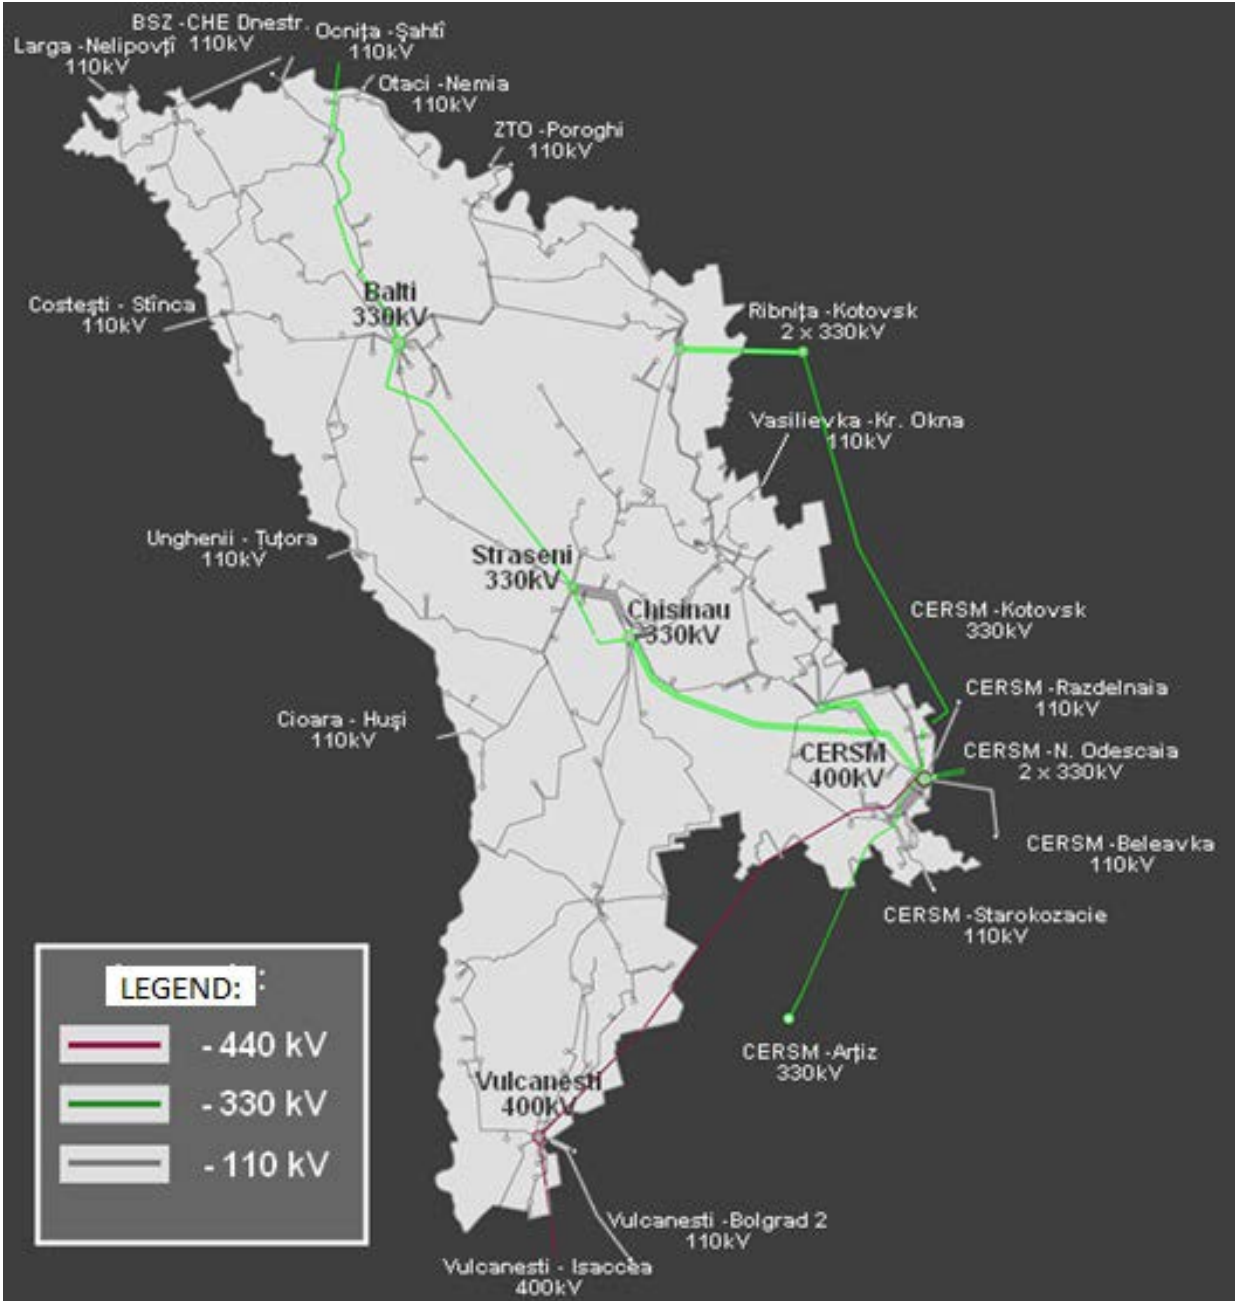 BSZ -CHE Dnestr.
110kV
Ocnița -Șahtî
110kV
Larga -Nelipovțî
110kV
Otaci -Nemia
110kV
ZTO -Poroghi
110kV
Balti
330kV
Costești - Stînca
110kV
Ribnița -Kotovsk
2 x 330kV
Vasilievka -Kr. Okna
110kV
Unghenii - Țuțora
110kV
Straseni
330kV
Chisinau
330kV
CERSM -Kotovsk
330kV
CERSM -Razdelnaia
110kV
Cioara - Huși
110kV
CERSM
400kV
CERSM -N. Odescaia
2 x 330kV
CERSM -Beleavka
110kV
CERSM -Starokozacie
110kV
LEGEND:
- 440 kV
- 330 kV
- 110 kV
CERSM -Arțiz
330kV
Vulcanesti
400kV
Vulcanesti -Bolgrad 2
110kV
Vulcanesti - Isaccea
400kV